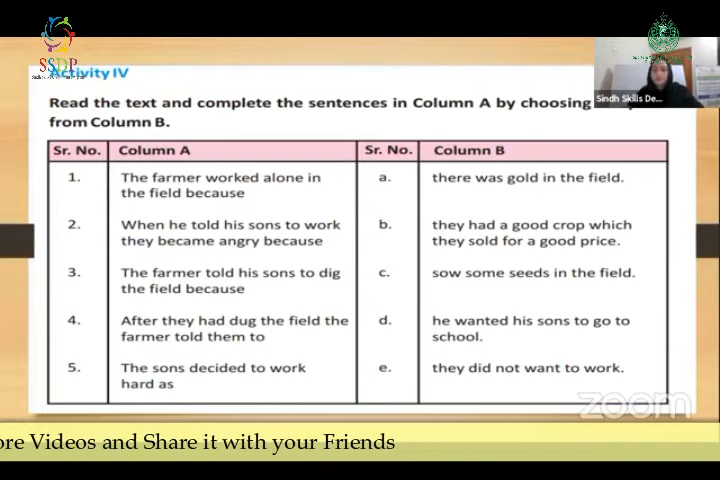 SSDP
Activity IV
Read the text and complete the sentences in Column A by choosing
from Column B.
Sr. No. Column A Sr. No. Column B
1. The farmer worked alone in the field because a. there was gold in the field.
2. When he told his sons to work they became angry because b. they had a good crop which they sold for a good price.
3. The farmer told his sons to dig the field because c. sow some seeds in the field.
4. After they had dug the field the farmer told them to d. he wanted his sons to go to school.
5. The sons decided to work hard as e. they did not want to work.
Sindh Skills De...
zoom
ore Videos and Share it with your Friends